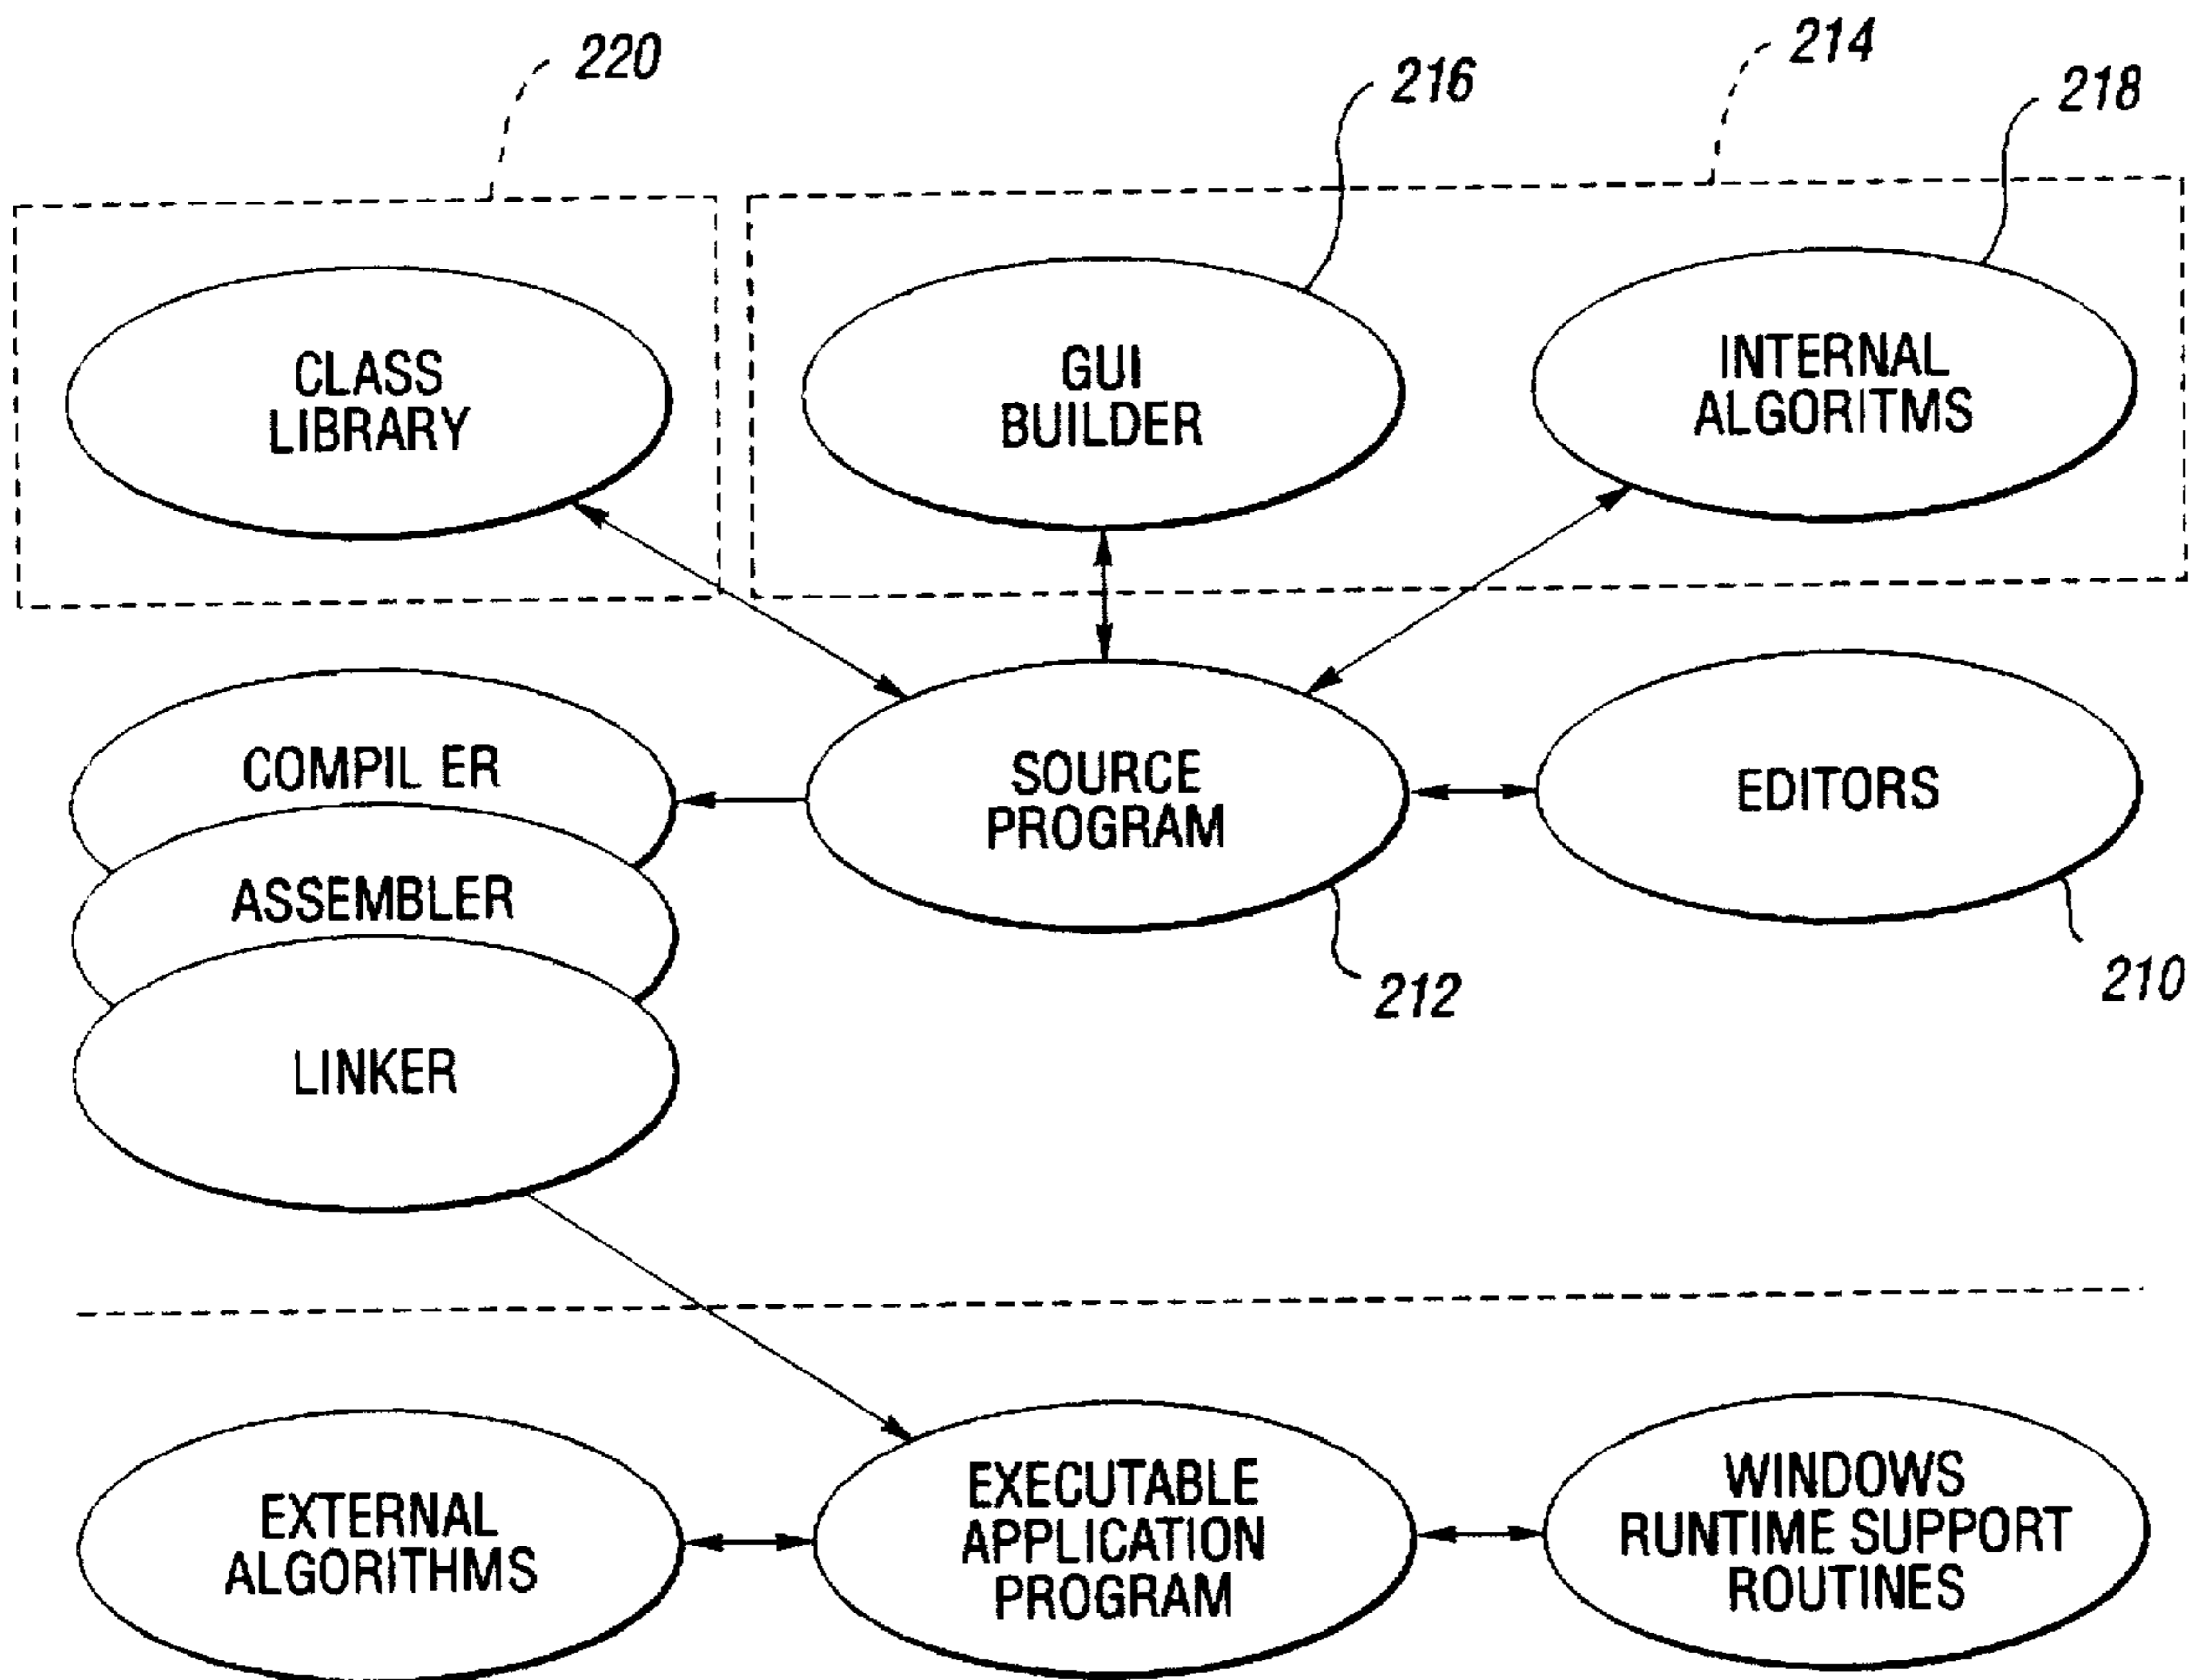 220
216
214
218
CLASS
LIBRARY
GUI
BUILDER
INTERNAL
ALGORITMS
COMPIL ER
ASSEMBLER
LINKER
SOURCE
PROGRAM
212
EDITORS
210
EXTERNAL
ALGORITHMS
EXECUTABLE
APPLICATION
PROGRAM
WINDOWS
RUNTIME SUPPORT
ROUTINES